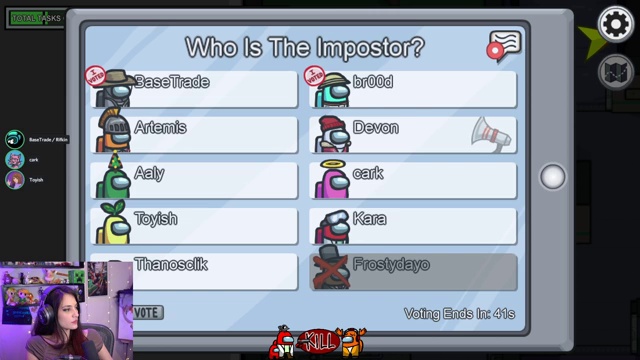 TOTAL TASKS
Who Is The Impostor?
I VOTED
BaseTrade
I VOTED
br00d
Artemis
Devon
Aaly
cark
Toyish
Kara
Thanosclik
Frostydayo
VOTE
Voting Ends In: 41s
BaseTrade / Rifkin
cark
Toyish
KILL